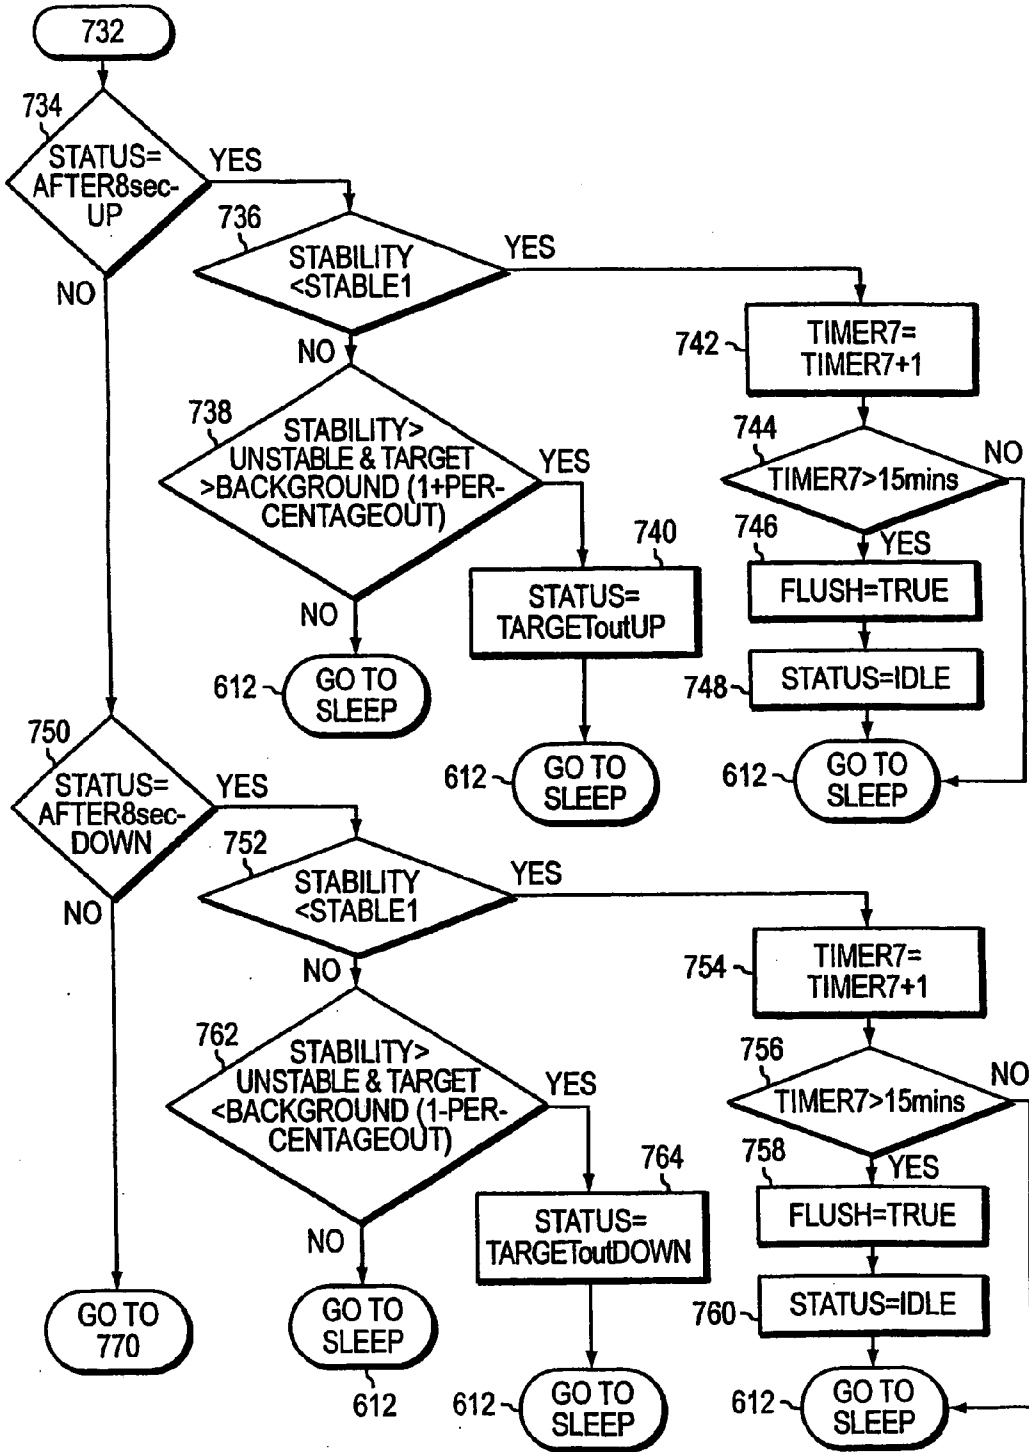 732
734
STATUS=
AFTER8sec-
UP
YES
NO
736
STABILITY
<STABLE1
YES
NO
742
TIMER7=
TIMER7+1
738
STABILITY>
UNSTABLE & TARGET
>BACKGROUND (1+PER-
CENTAGEOUT)
YES
NO
744
TIMER7>15mins
NO
YES
740
STATUS=
TARGEToutUP
746
FLUSH=TRUE
748
STATUS=IDLE
612
GO TO
SLEEP
612
GO TO
SLEEP
612
GO TO
SLEEP
750
STATUS=
AFTER8sec-
DOWN
YES
NO
752
STABILITY
<STABLE1
YES
NO
754
TIMER7=
TIMER7+1
762
STABILITY>
UNSTABLE & TARGET
<BACKGROUND (1-PER-
CENTAGEOUT)
YES
NO
756
TIMER7>15mins
NO
YES
764
STATUS=
TARGEToutDOWN
758
FLUSH=TRUE
760
STATUS=IDLE
GO TO
770
GO TO
SLEEP
612
612
GO TO
SLEEP
612
GO TO
SLEEP